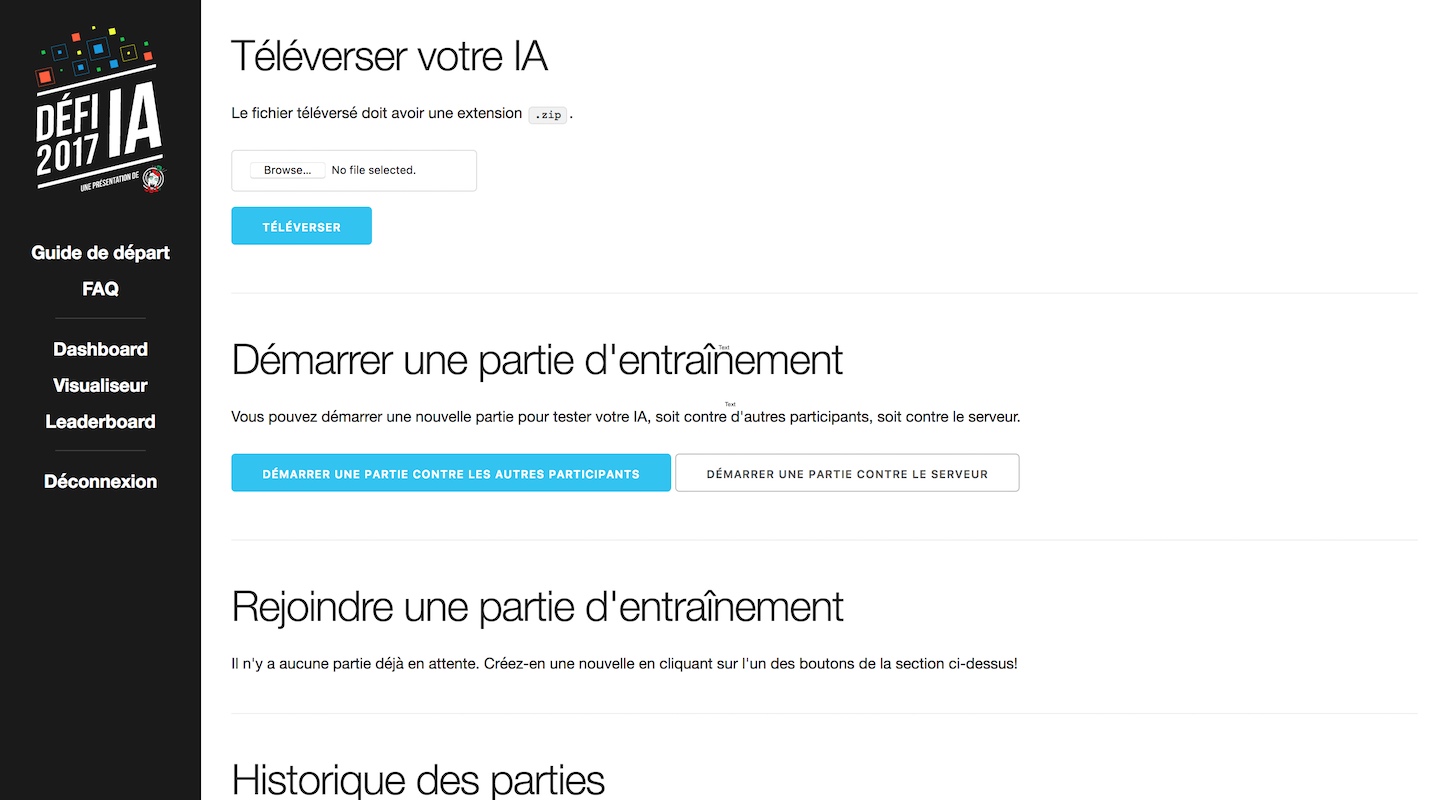 DÉFI
2017
IA
UNE PRÉSENTATION DE
Guide de départ
FAQ
Dashboard
Visualiseur
Leaderboard
Déconnexion
Téléverser votre IA
Le fichier téléversé doit avoir une extension .zip .
Browse... No file selected.
TÉLÉVERSER
Text
Démarrer une partie d'entraînement
Text
Vous pouvez démarrer une nouvelle partie pour tester votre IA, soit contre d'autres participants, soit contre le serveur.
DÉMARRER UNE PARTIE CONTRE LES AUTRES PARTICIPANTS DÉMARRER UNE PARTIE CONTRE LE SERVEUR
Rejoindre une partie d'entraînement
Il n'y a aucune partie déjà en attente. Créez-en une nouvelle en cliquant sur l'un des boutons de la section ci-dessus!
Historique des parties